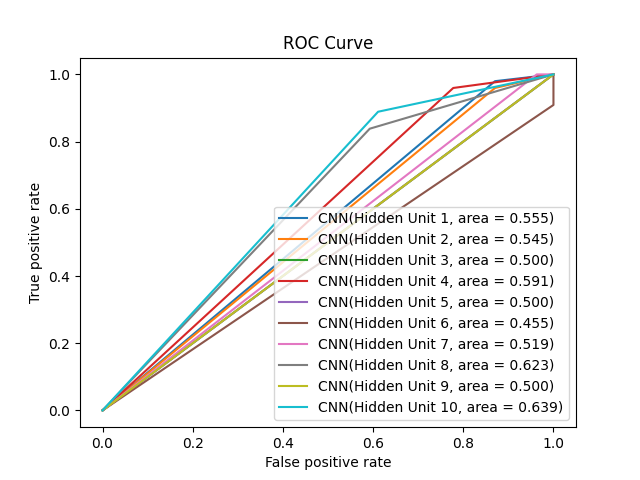 ROC Curve
1.0
0.8
0.6
0.4
0.2
0.0
True positive rate
CNN(Hidden Unit 1, area = 0.555)
CNN(Hidden Unit 2, area = 0.545)
CNN(Hidden Unit 3, area = 0.500)
CNN(Hidden Unit 4, area = 0.591)
CNN(Hidden Unit 5, area = 0.500)
CNN(Hidden Unit 6, area = 0.455)
CNN(Hidden Unit 7, area = 0.519)
CNN(Hidden Unit 8, area = 0.623)
CNN(Hidden Unit 9, area = 0.500)
CNN(Hidden Unit 10, area = 0.639)
0.0 0.2 0.4 0.6 0.8 1.0
False positive rate